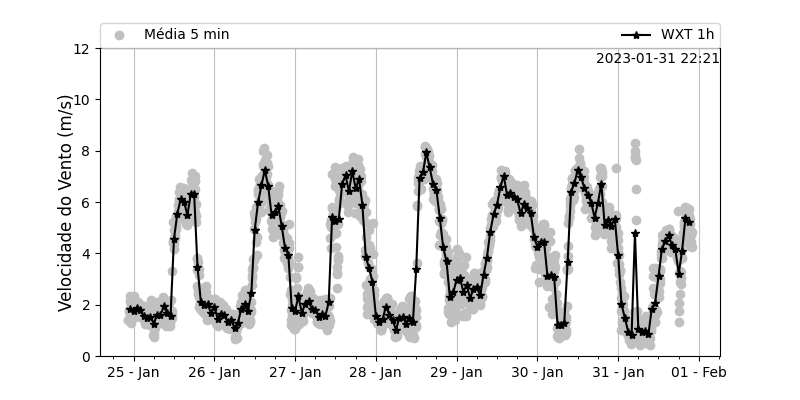 Média 5 min
WXT 1h
2023-01-31 22:21
Velocidade do Vento (m/s)
12
10
8
6
4
2
0
25 - Jan
26 - Jan
27 - Jan
28 - Jan
29 - Jan
30 - Jan
31 - Jan
01 - Feb